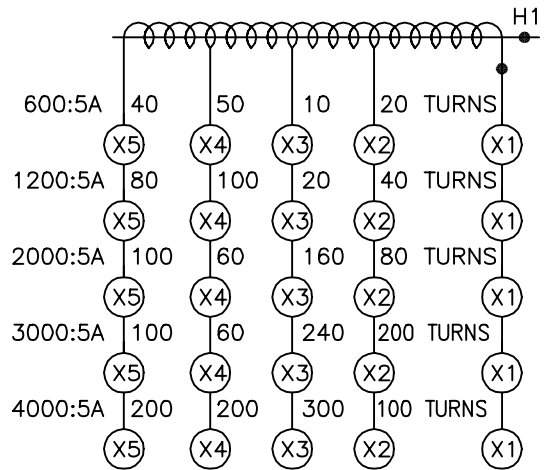 H1
600:5A 40 50 10 20 TURNS
X5 X4 X3 X2 X1
1200:5A 80 100 20 40 TURNS
X5 X4 X3 X2 X1
2000:5A 100 60 160 80 TURNS
X5 X4 X3 X2 X1
3000:5A 100 60 240 200 TURNS
X5 X4 X3 X2 X1
4000:5A 200 200 300 100 TURNS
X5 X4 X3 X2 X1